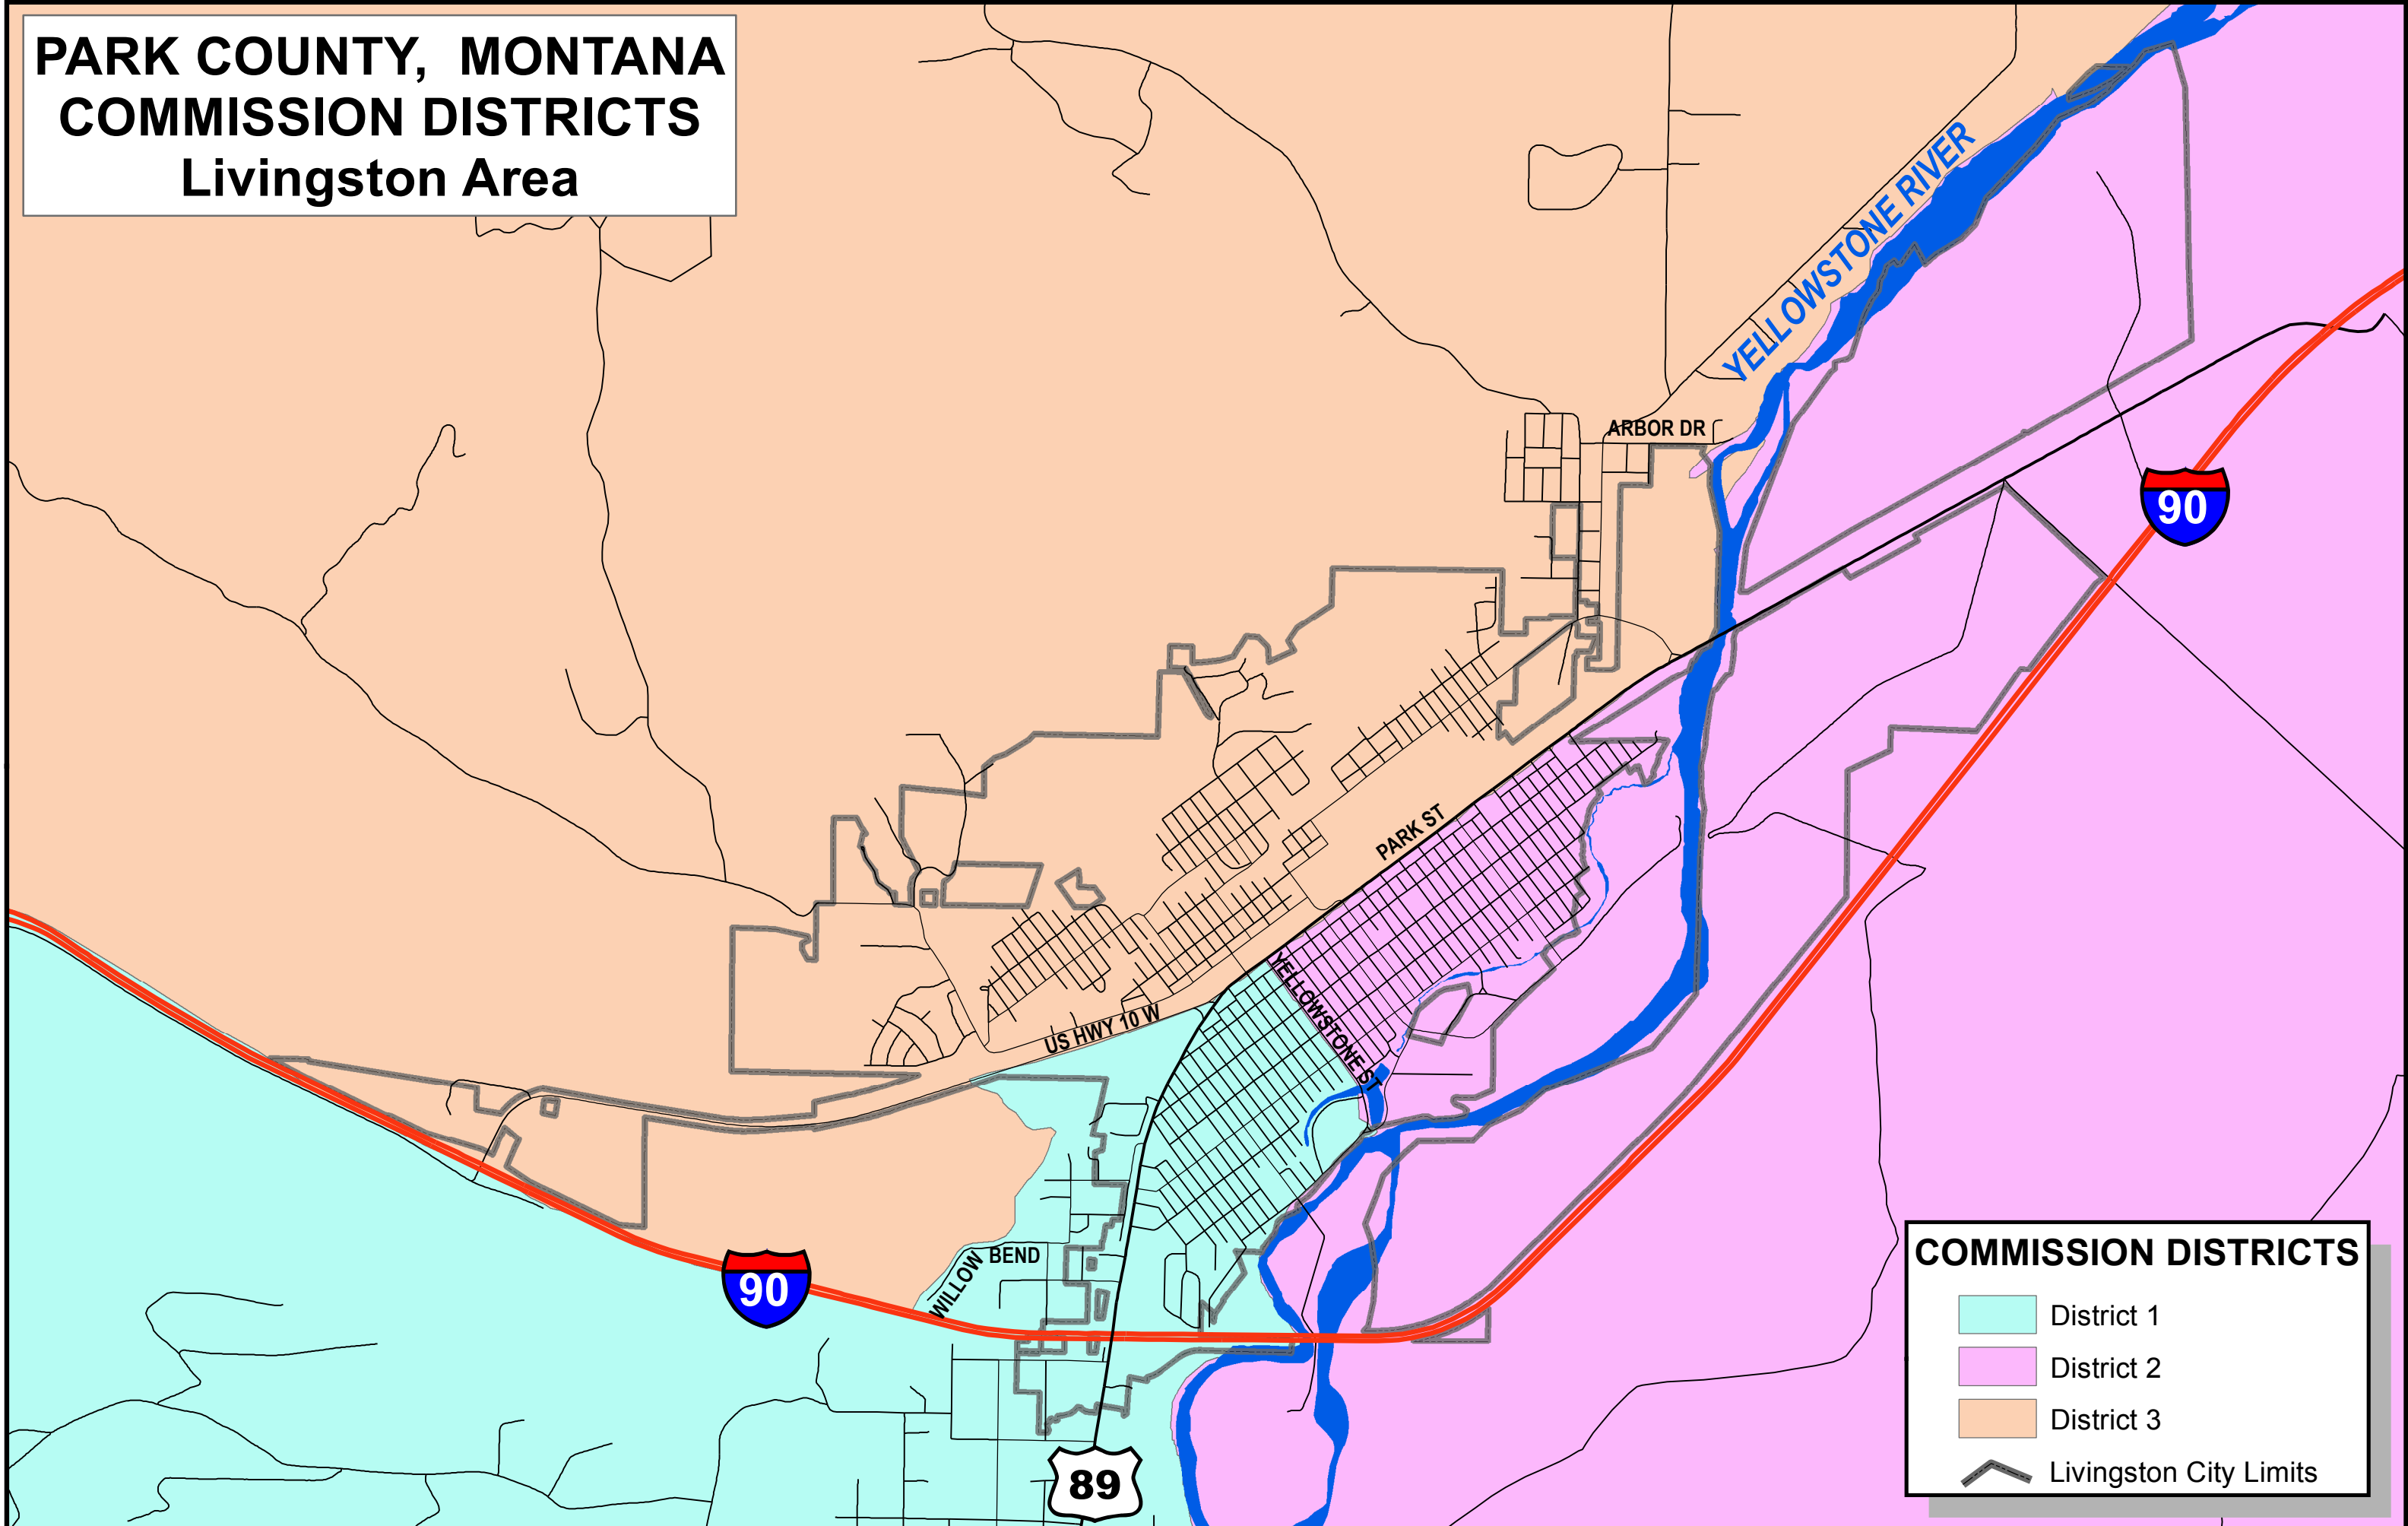 PARK COUNTY, MONTANA
COMMISSION DISTRICTS
Livingston Area
YELLOWSTONE RIVER
ARBOR DR
90
PARK ST
YELLOWSTONE ST
US HWY 10 W
WILLOW BEND
90
89
COMMISSION DISTRICTS
District 1
District 2
District 3
Livingston City Limits